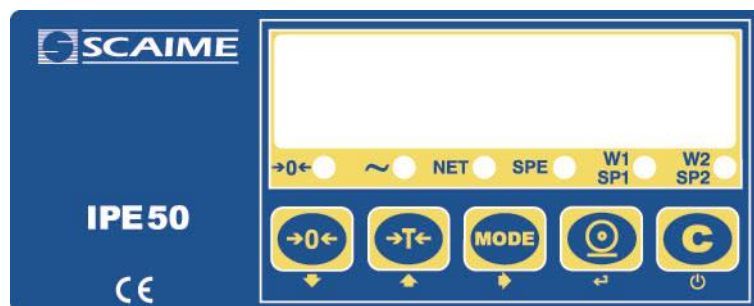 SCAIME
→0← ~ NET SPE W1 SP1 W2 SP2
IPE50
→0← →T← MODE C
CE